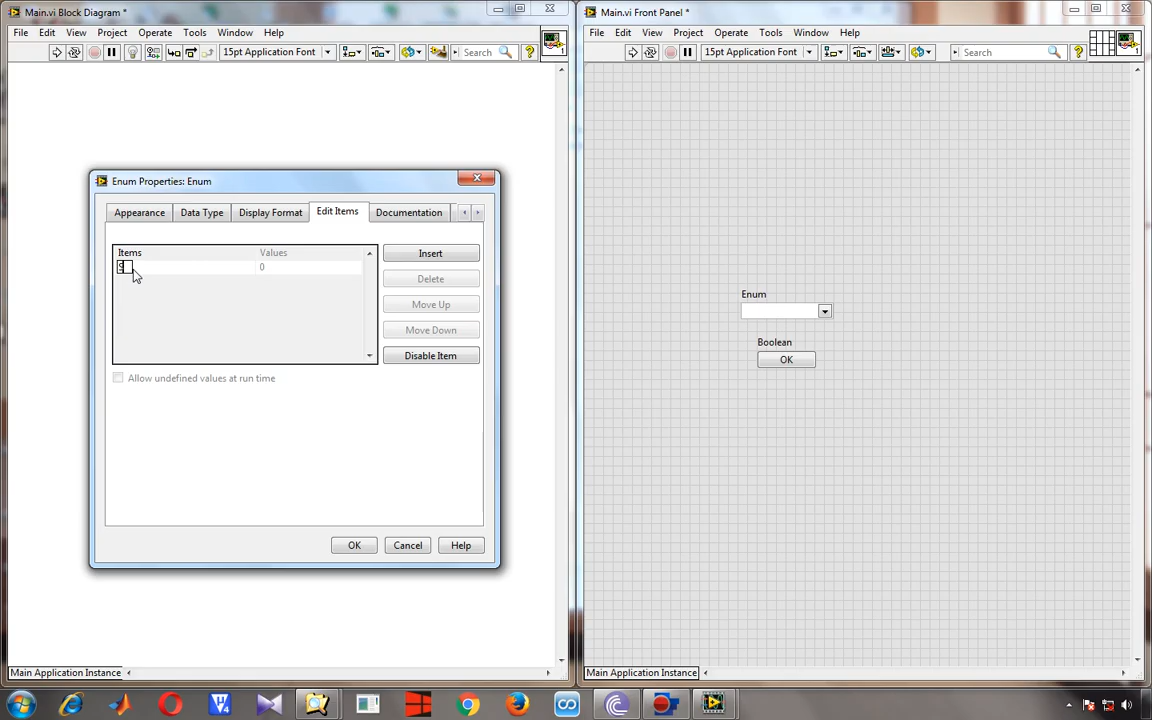 Main.vi Block Diagram *
File Edit View Project Operate Tools Window Help
15pt Application Font
Search
1
Enum Properties: Enum
Appearance Data Type Display Format Edit Items Documentation
Items Values
S 0
Insert
Delete
Move Up
Move Down
Disable Item
Allow undefined values at run time
OK Cancel Help
Main Application Instance
Main.vi Front Panel *
File Edit View Project Operate Tools Window Help
15pt Application Font
Search
1
Enum
Boolean
OK
Main Application Instance